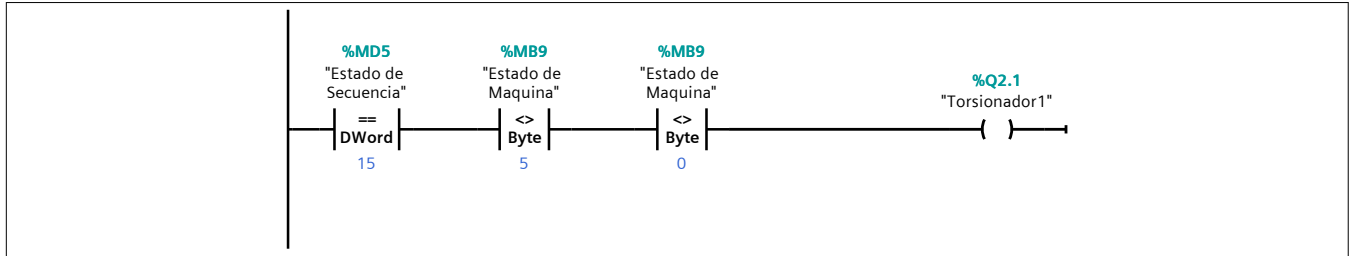 %MD5
"Estado de
Secuencia"
==
DWord
15
%MB9
"Estado de
Maquina"
<>
Byte
5
%MB9
"Estado de
Maquina"
<>
Byte
0
%Q2.1
"Torsionador1"
( )